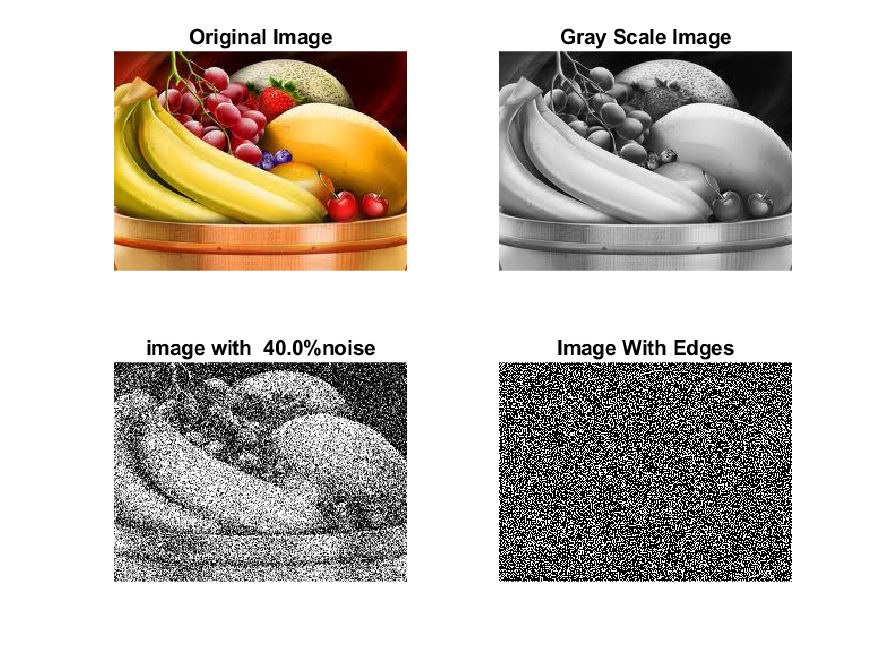 Original Image
Gray Scale Image
image with  40.0%noise
Image With Edges